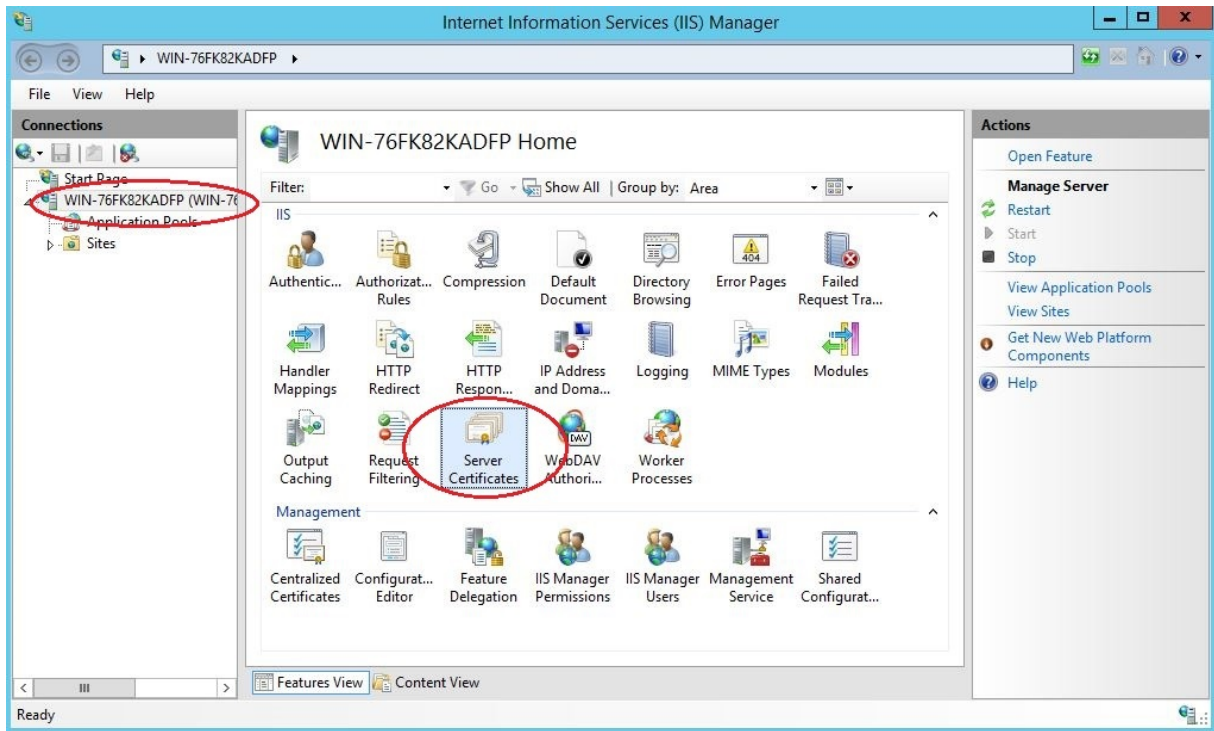 Internet Information Services (IIS) Manager
WIN-76FK82KADFP
File View Help
Connections
Start Page
WIN-76FK82KADFP (WIN-76
Application Pools
Sites
WIN-76FK82KADFP Home
Filter: Go Show All Group by: Area
IIS
Authentic... Authorizat... Compression Default Directory Error Pages Failed
Rules Document Browsing Request Tra...
404
Handler HTTP HTTP IP Address Logging MIME Types Modules
Mappings Redirect Respon... and Doma...
DAV
Output Request Server WebDAV Worker
Caching Filtering Certificates Authori... Processes
Management
Centralized Configurat... Feature IIS Manager IIS Manager Management Shared
Certificates Editor Delegation Permissions Users Service Configurat...
Features View Content View
Actions
Open Feature
Manage Server
Restart
Start
Stop
View Application Pools
View Sites
Get New Web Platform
Components
Help
Ready